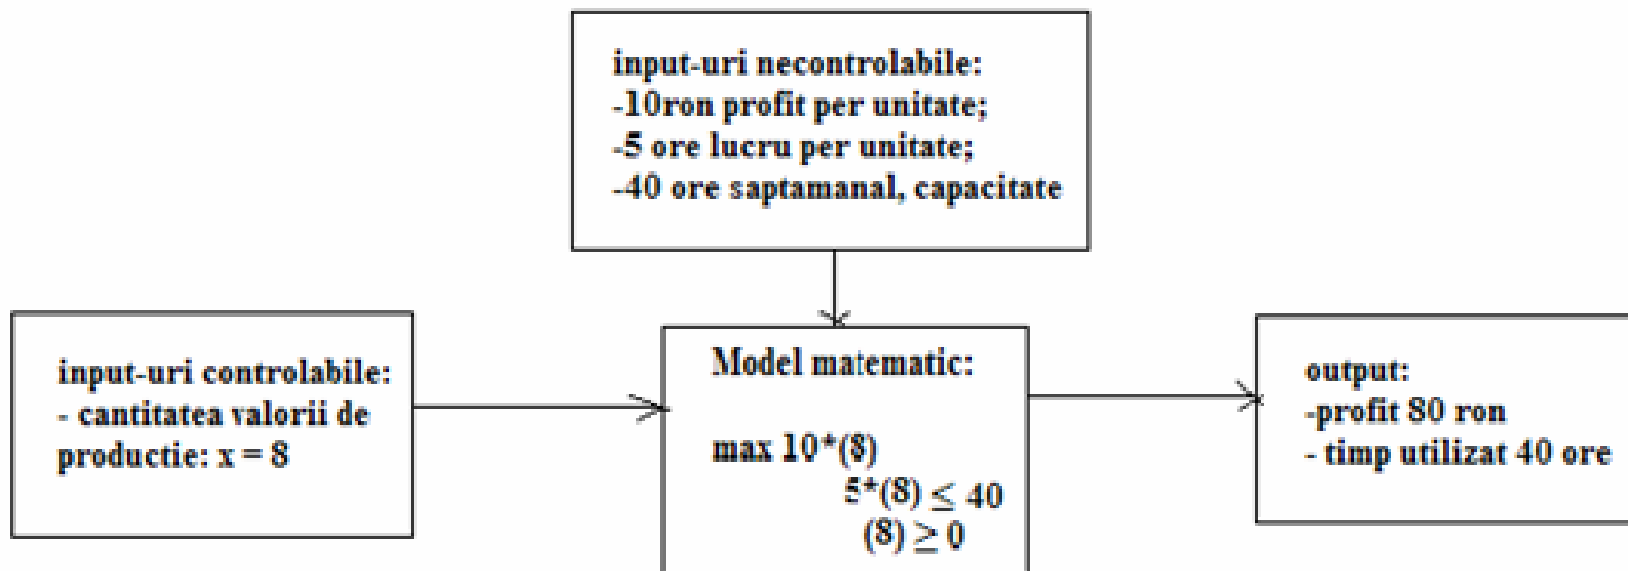 input-uri necontrolabile:
-10ron profit per unitate;
-5 ore lucru per unitate;
-40 ore saptamanal, capacitate
input-uri controlabile:
- cantitatea valorii de
productie: x = 8
Model matematic:
max 10*(8)
5*(8) ≤ 40
(8) ≥ 0
output:
-profit 80 ron
- timp utilizat 40 ore